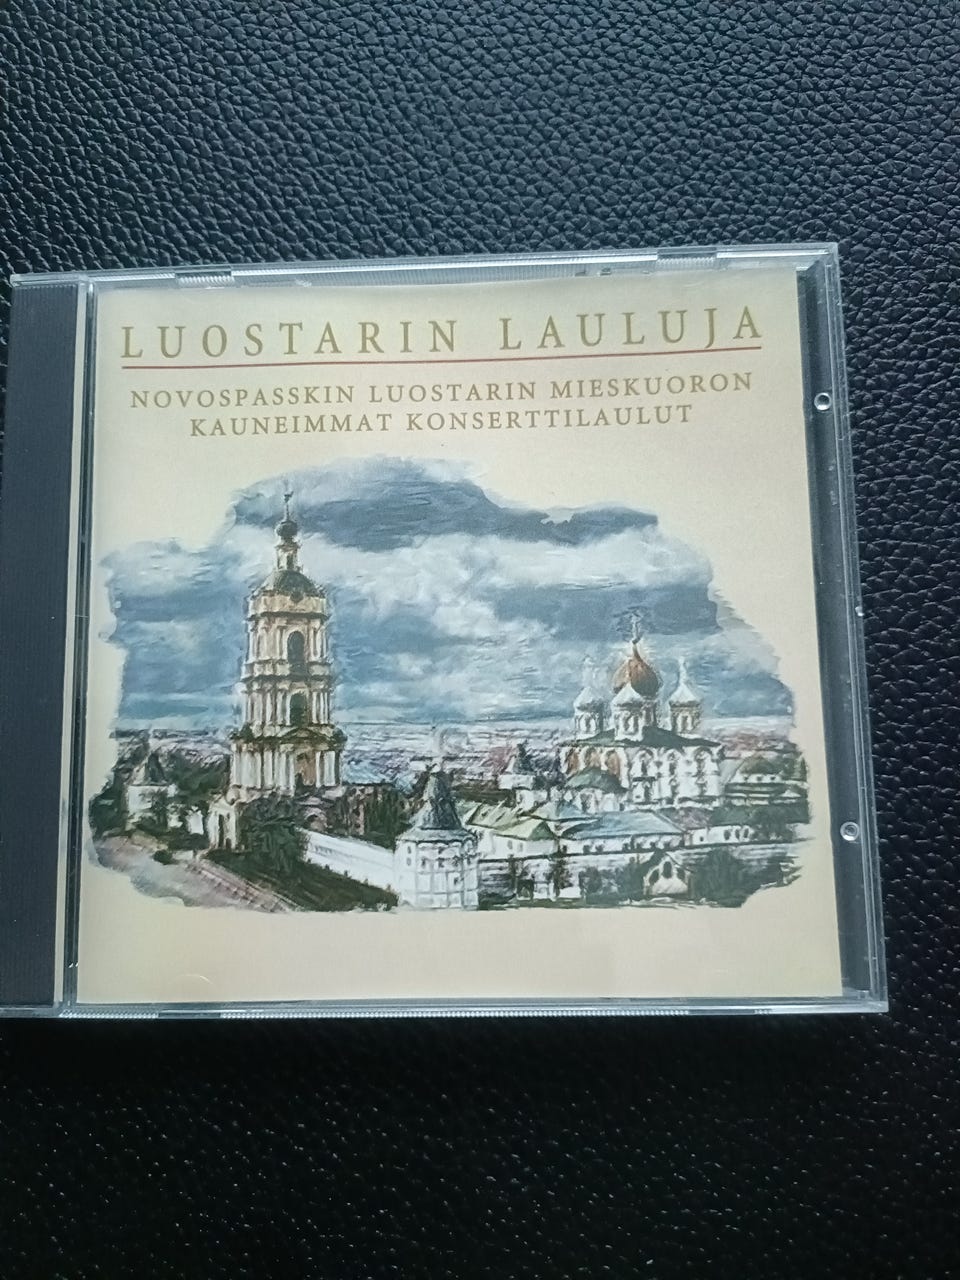 LUOSTARIN LAULUJA
NOVOSPASSKIN LUOSTARIN MIESKUORON
KAUNEIMMAT KONSERTTILAULUT